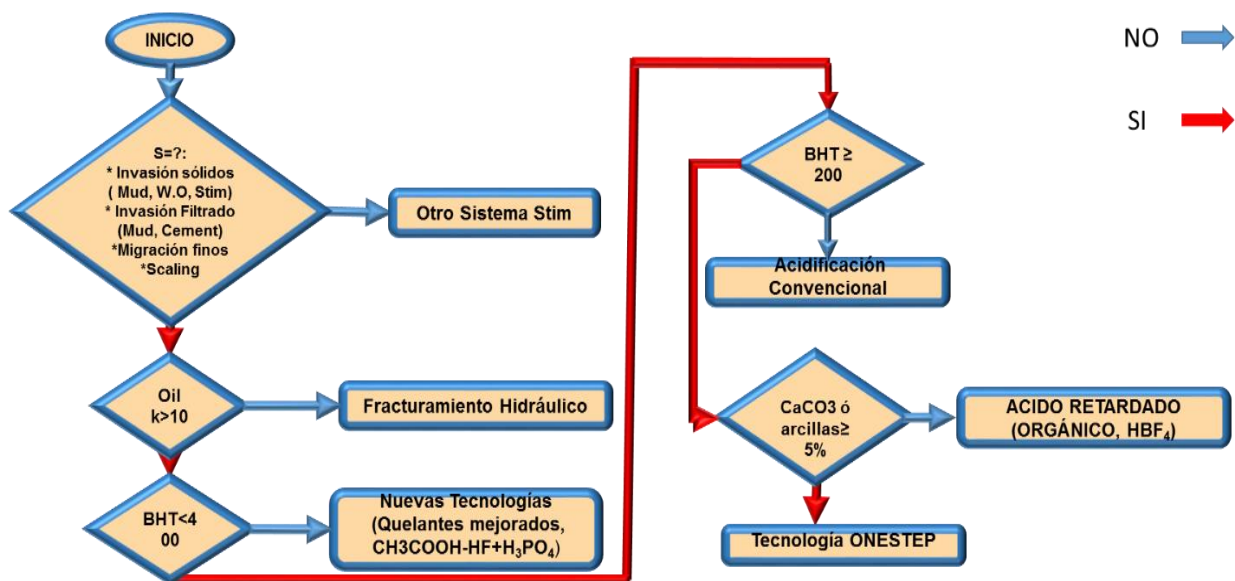 INICIO
S=?:
* Invasión sólidos
( Mud, W.O, Stim)
* Invasión Filtrado
(Mud, Cement)
*Migración finos
*Scaling
Otro Sistema Stim
Oil
k>10
Fracturamiento Hidráulico
BHT<4
00
Nuevas Tecnologías
(Quelantes mejorados,
CH3COOH-HF+H₃PO₄)
BHT ≥
200
Acidificación
Convencional
CaCO3 ó
arcillas≥
5%
ACIDO RETARDADO
(ORGÁNICO, HBF₄)
Tecnología ONESTEP
NO
SI